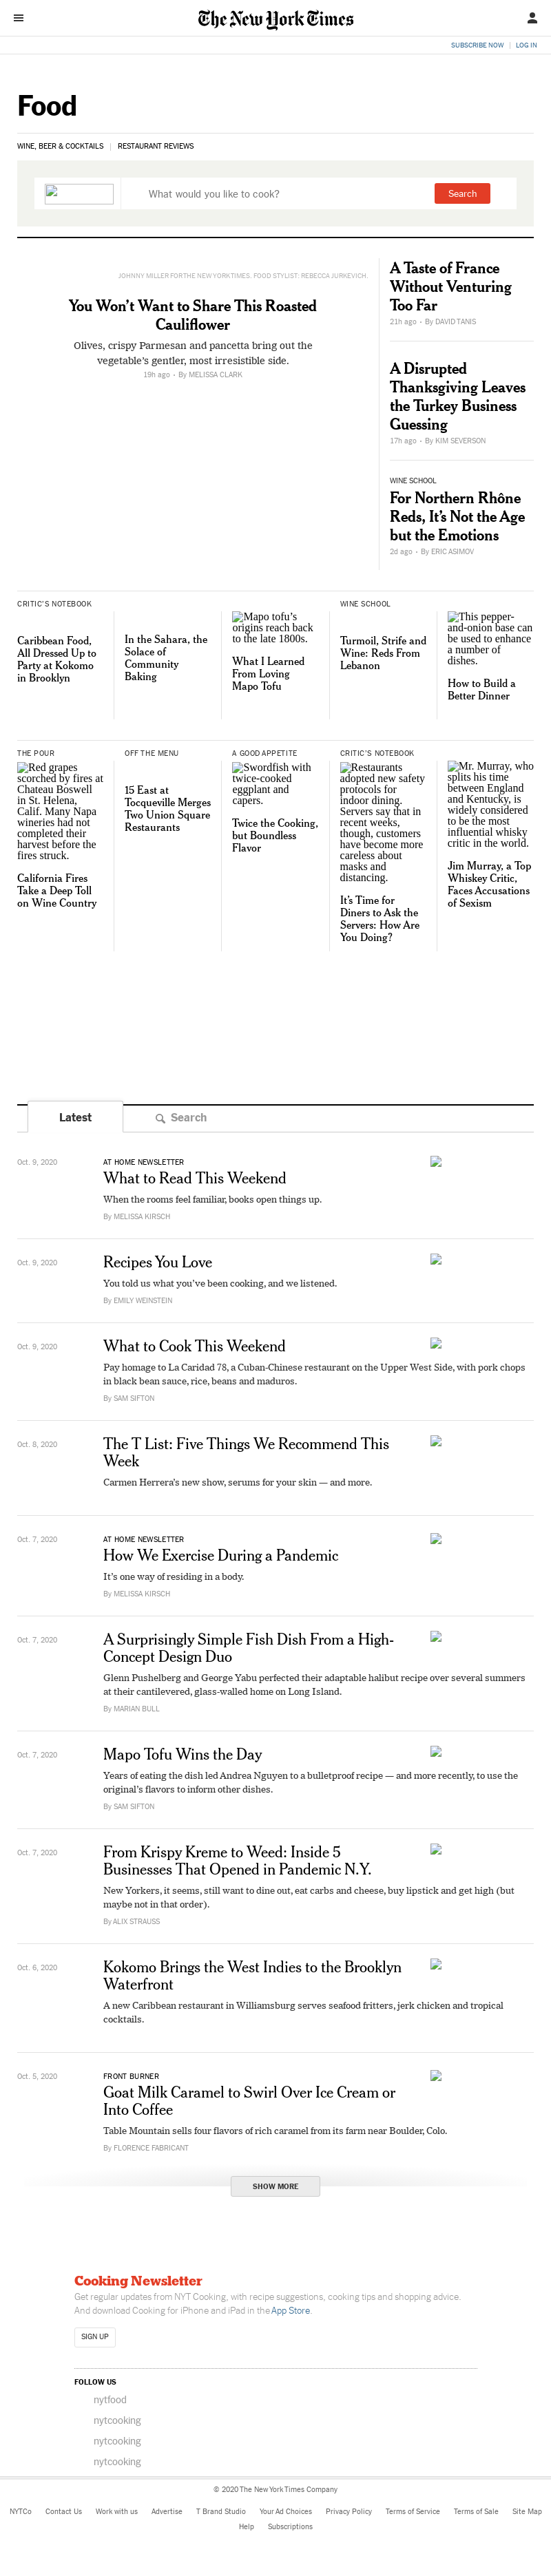 The New York Times
SUBSCRIBE NOW | LOG IN
Food
WINE, BEER & COCKTAILS | RESTAURANT REVIEWS
What would you like to cook?
Search
JOHNNY MILLER FOR THE NEW YORK TIMES. FOOD STYLIST: REBECCA JURKEVICH.
You Won’t Want to Share This Roasted
Cauliflower
Olives, crispy Parmesan and pancetta bring out the
vegetable’s gentler, most irresistible side.
19h ago • By MELISSA CLARK
A Taste of France
Without Venturing
Too Far
21h ago • By DAVID TANIS
A Disrupted
Thanksgiving Leaves
the Turkey Business
Guessing
17h ago • By KIM SEVERSON
WINE SCHOOL
For Northern Rhône
Reds, It’s Not the Age
but the Emotions
2d ago • By ERIC ASIMOV
CRITIC’S NOTEBOOK
Caribbean Food,
All Dressed Up to
Party at Kokomo
in Brooklyn
In the Sahara, the
Solace of
Community
Baking
Mapo tofu’s
origins reach back
to the late 1800s.
What I Learned
From Loving
Mapo Tofu
WINE SCHOOL
Turmoil, Strife and
Wine: Reds From
Lebanon
This pepper-
and-onion base can
be used to enhance
a number of
dishes.
How to Build a
Better Dinner
THE POUR
Red grapes
scorched by fires at
Chateau Boswell
in St. Helena,
Calif. Many Napa
wineries had not
completed their
harvest before the
fires struck.
California Fires
Take a Deep Toll
on Wine Country
OFF THE MENU
15 East at
Tocqueville Merges
Two Union Square
Restaurants
A GOOD APPETITE
Swordfish with
twice-cooked
eggplant and
capers.
Twice the Cooking,
but Boundless
Flavor
CRITIC’S NOTEBOOK
Restaurants
adopted new safety
protocols for
indoor dining.
Servers say that in
recent weeks,
though, customers
have become more
careless about
masks and
distancing.
It’s Time for
Diners to Ask the
Servers: How Are
You Doing?
Mr. Murray, who
splits his time
between England
and Kentucky, is
widely considered
to be the most
influential whisky
critic in the world.
Jim Murray, a Top
Whiskey Critic,
Faces Accusations
of Sexism
Latest
Search
Oct. 9, 2020
AT HOME NEWSLETTER
What to Read This Weekend
When the rooms feel familiar, books open things up.
By MELISSA KIRSCH
Oct. 9, 2020
Recipes You Love
You told us what you’ve been cooking, and we listened.
By EMILY WEINSTEIN
Oct. 9, 2020
What to Cook This Weekend
Pay homage to La Caridad 78, a Cuban-Chinese restaurant on the Upper West Side, with pork chops
in black bean sauce, rice, beans and maduros.
By SAM SIFTON
Oct. 8, 2020
The T List: Five Things We Recommend This
Week
Carmen Herrera’s new show, serums for your skin — and more.
Oct. 7, 2020
AT HOME NEWSLETTER
How We Exercise During a Pandemic
It’s one way of residing in a body.
By MELISSA KIRSCH
Oct. 7, 2020
A Surprisingly Simple Fish Dish From a High-
Concept Design Duo
Glenn Pushelberg and George Yabu perfected their adaptable halibut recipe over several summers
at their cantilevered, glass-walled home on Long Island.
By MARIAN BULL
Oct. 7, 2020
Mapo Tofu Wins the Day
Years of eating the dish led Andrea Nguyen to a bulletproof recipe — and more recently, to use the
original’s flavors to inform other dishes.
By SAM SIFTON
Oct. 7, 2020
From Krispy Kreme to Weed: Inside 5
Businesses That Opened in Pandemic N.Y.
New Yorkers, it seems, still want to dine out, eat carbs and cheese, buy lipstick and get high (but
maybe not in that order).
By ALIX STRAUSS
Oct. 6, 2020
Kokomo Brings the West Indies to the Brooklyn
Waterfront
A new Caribbean restaurant in Williamsburg serves seafood fritters, jerk chicken and tropical
cocktails.
Oct. 5, 2020
FRONT BURNER
Goat Milk Caramel to Swirl Over Ice Cream or
Into Coffee
Table Mountain sells four flavors of rich caramel from its farm near Boulder, Colo.
By FLORENCE FABRICANT
SHOW MORE
Cooking Newsletter
Get regular updates from NYT Cooking, with recipe suggestions, cooking tips and shopping advice.
And download Cooking for iPhone and iPad in the App Store.
SIGN UP
FOLLOW US
nytfood
nytcooking
nytcooking
nytcooking
© 2020 The New York Times Company
NYTCo Contact Us Work with us Advertise T Brand Studio Your Ad Choices Privacy Policy Terms of Service Terms of Sale Site Map
Help Subscriptions